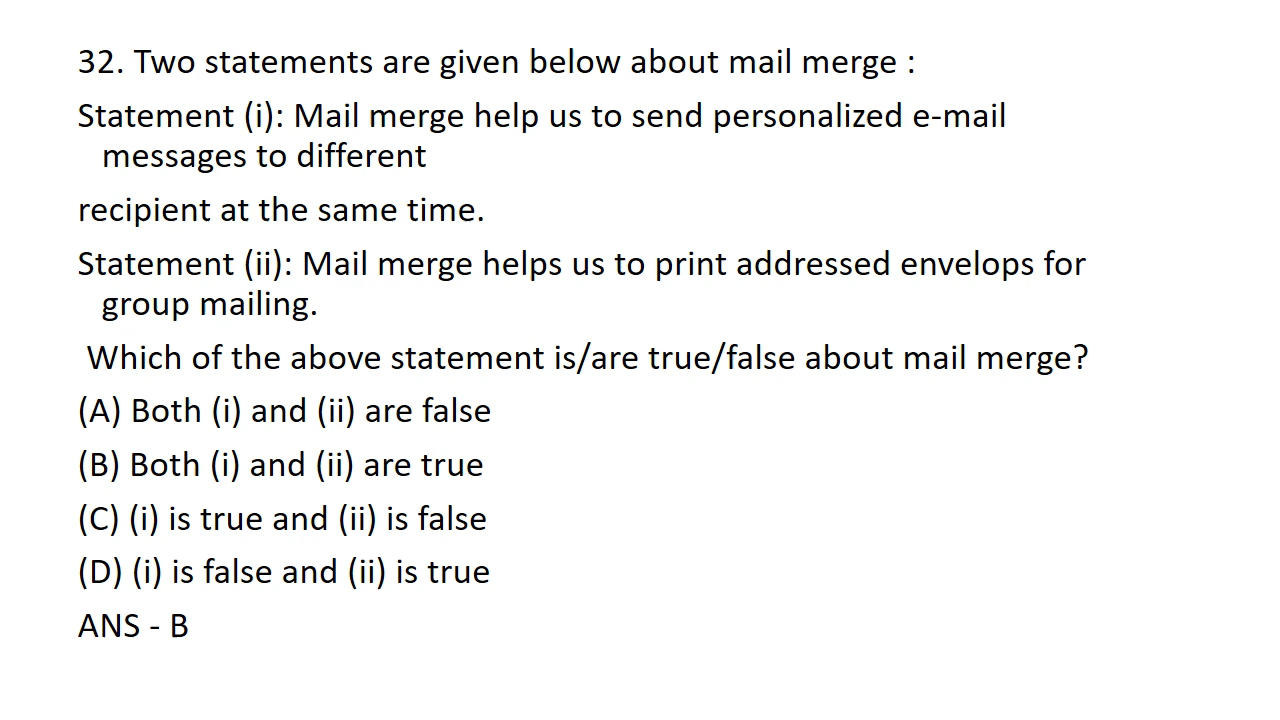 32. Two statements are given below about mail merge :
Statement (i): Mail merge help us to send personalized e-mail
messages to different
recipient at the same time.
Statement (ii): Mail merge helps us to print addressed envelops for
group mailing.
Which of the above statement is/are true/false about mail merge?
(A) Both (i) and (ii) are false
(B) Both (i) and (ii) are true
(C) (i) is true and (ii) is false
(D) (i) is false and (ii) is true
ANS - B